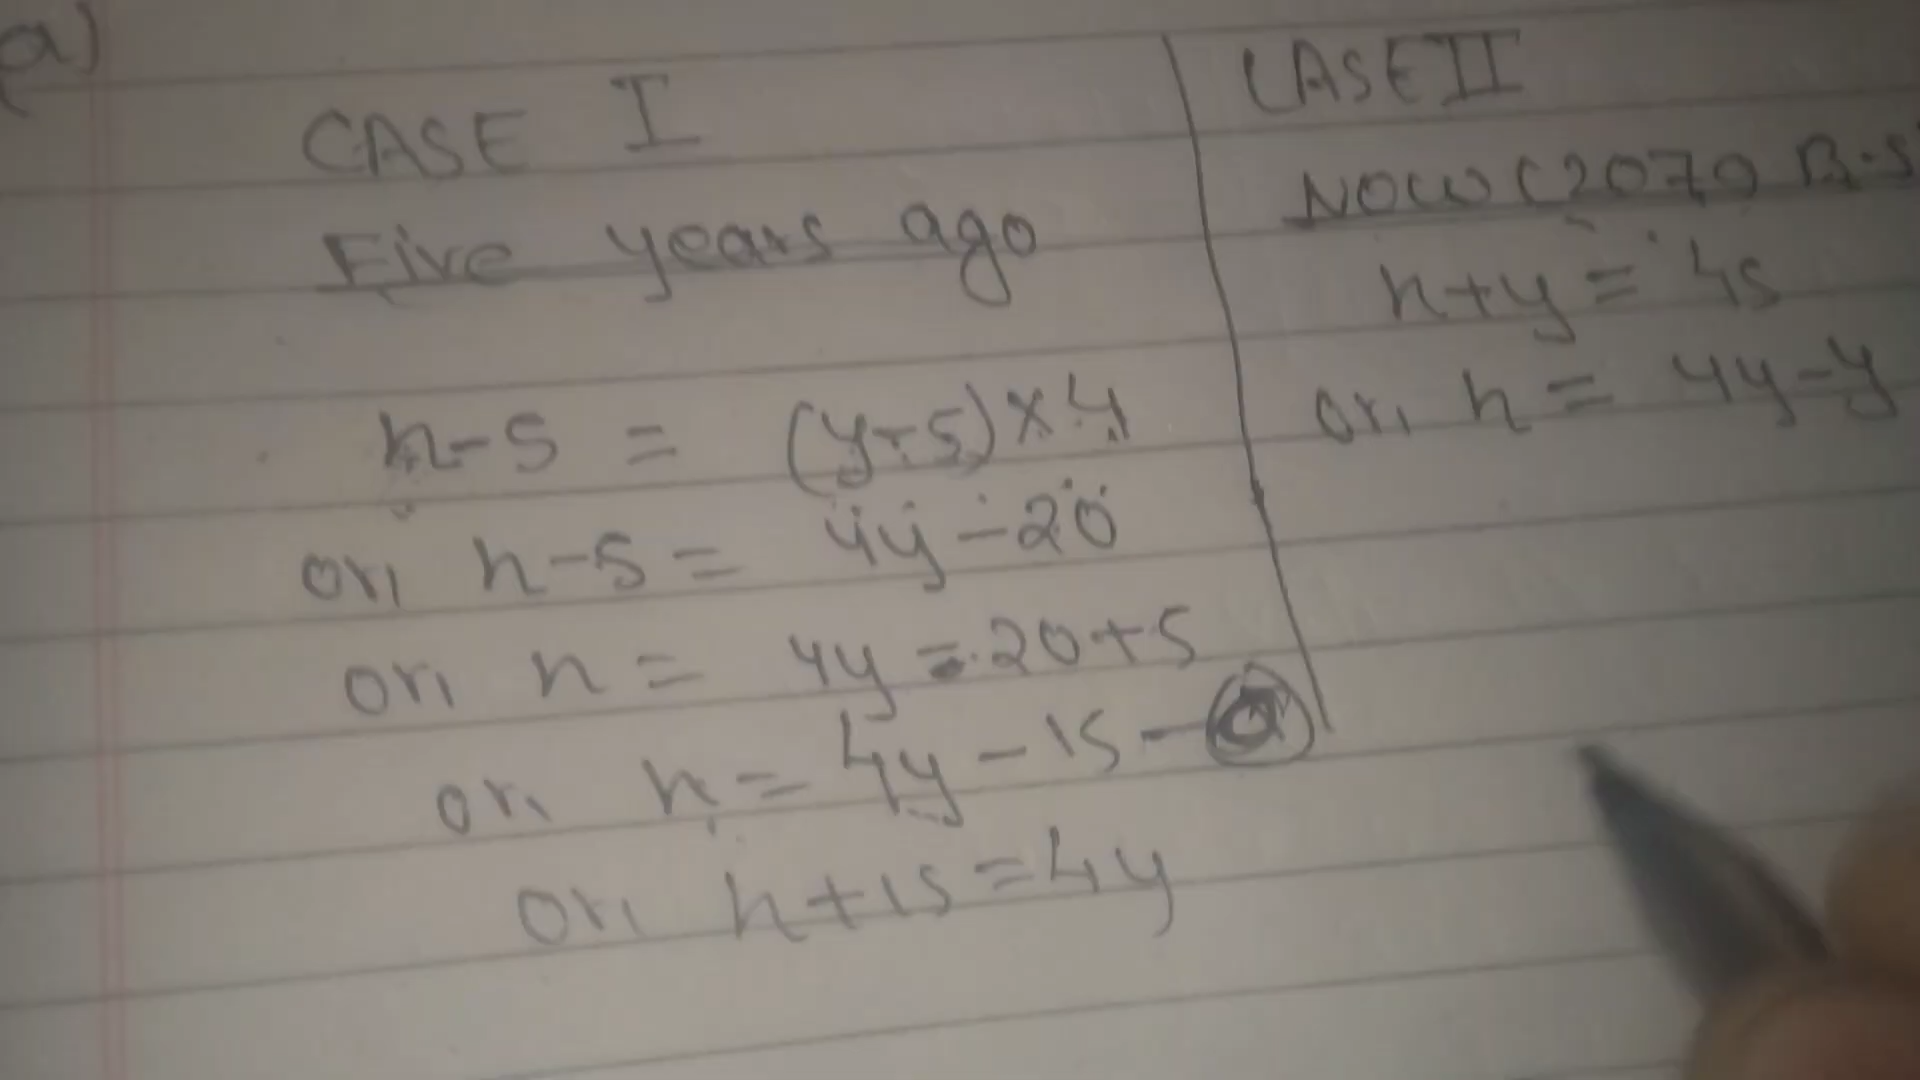 a)
CASE I
Five years ago
x-5 = (y-5)×4
or, x-5 = 4y-20
or, x = 4y-20+5
or, x = 4y-15-a
or, x+15=4y
CASE II
NOW (2070 B.S
x+y = 45
or, x = 44-y